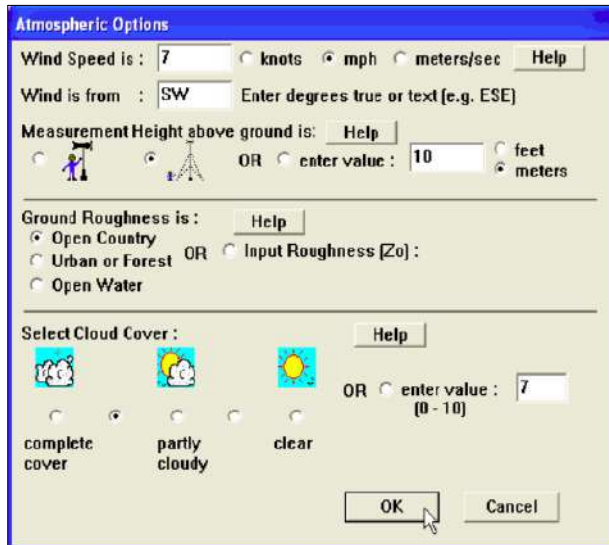 Atmospheric Options
Wind Speed is : 7 knots mph meters/sec Help
Wind is from : SW Enter degrees true or text (e.g. ESE)
Measurement Height above ground is: Help
OR enter value : 10 feet
meters
Ground Roughness is : Help
Open Country
Urban or Forest OR Input Roughness (Zo) :
Open Water
Select Cloud Cover : Help
OR enter value : 7
(0 - 10)
complete cover
partly cloudy
clear
OK Cancel